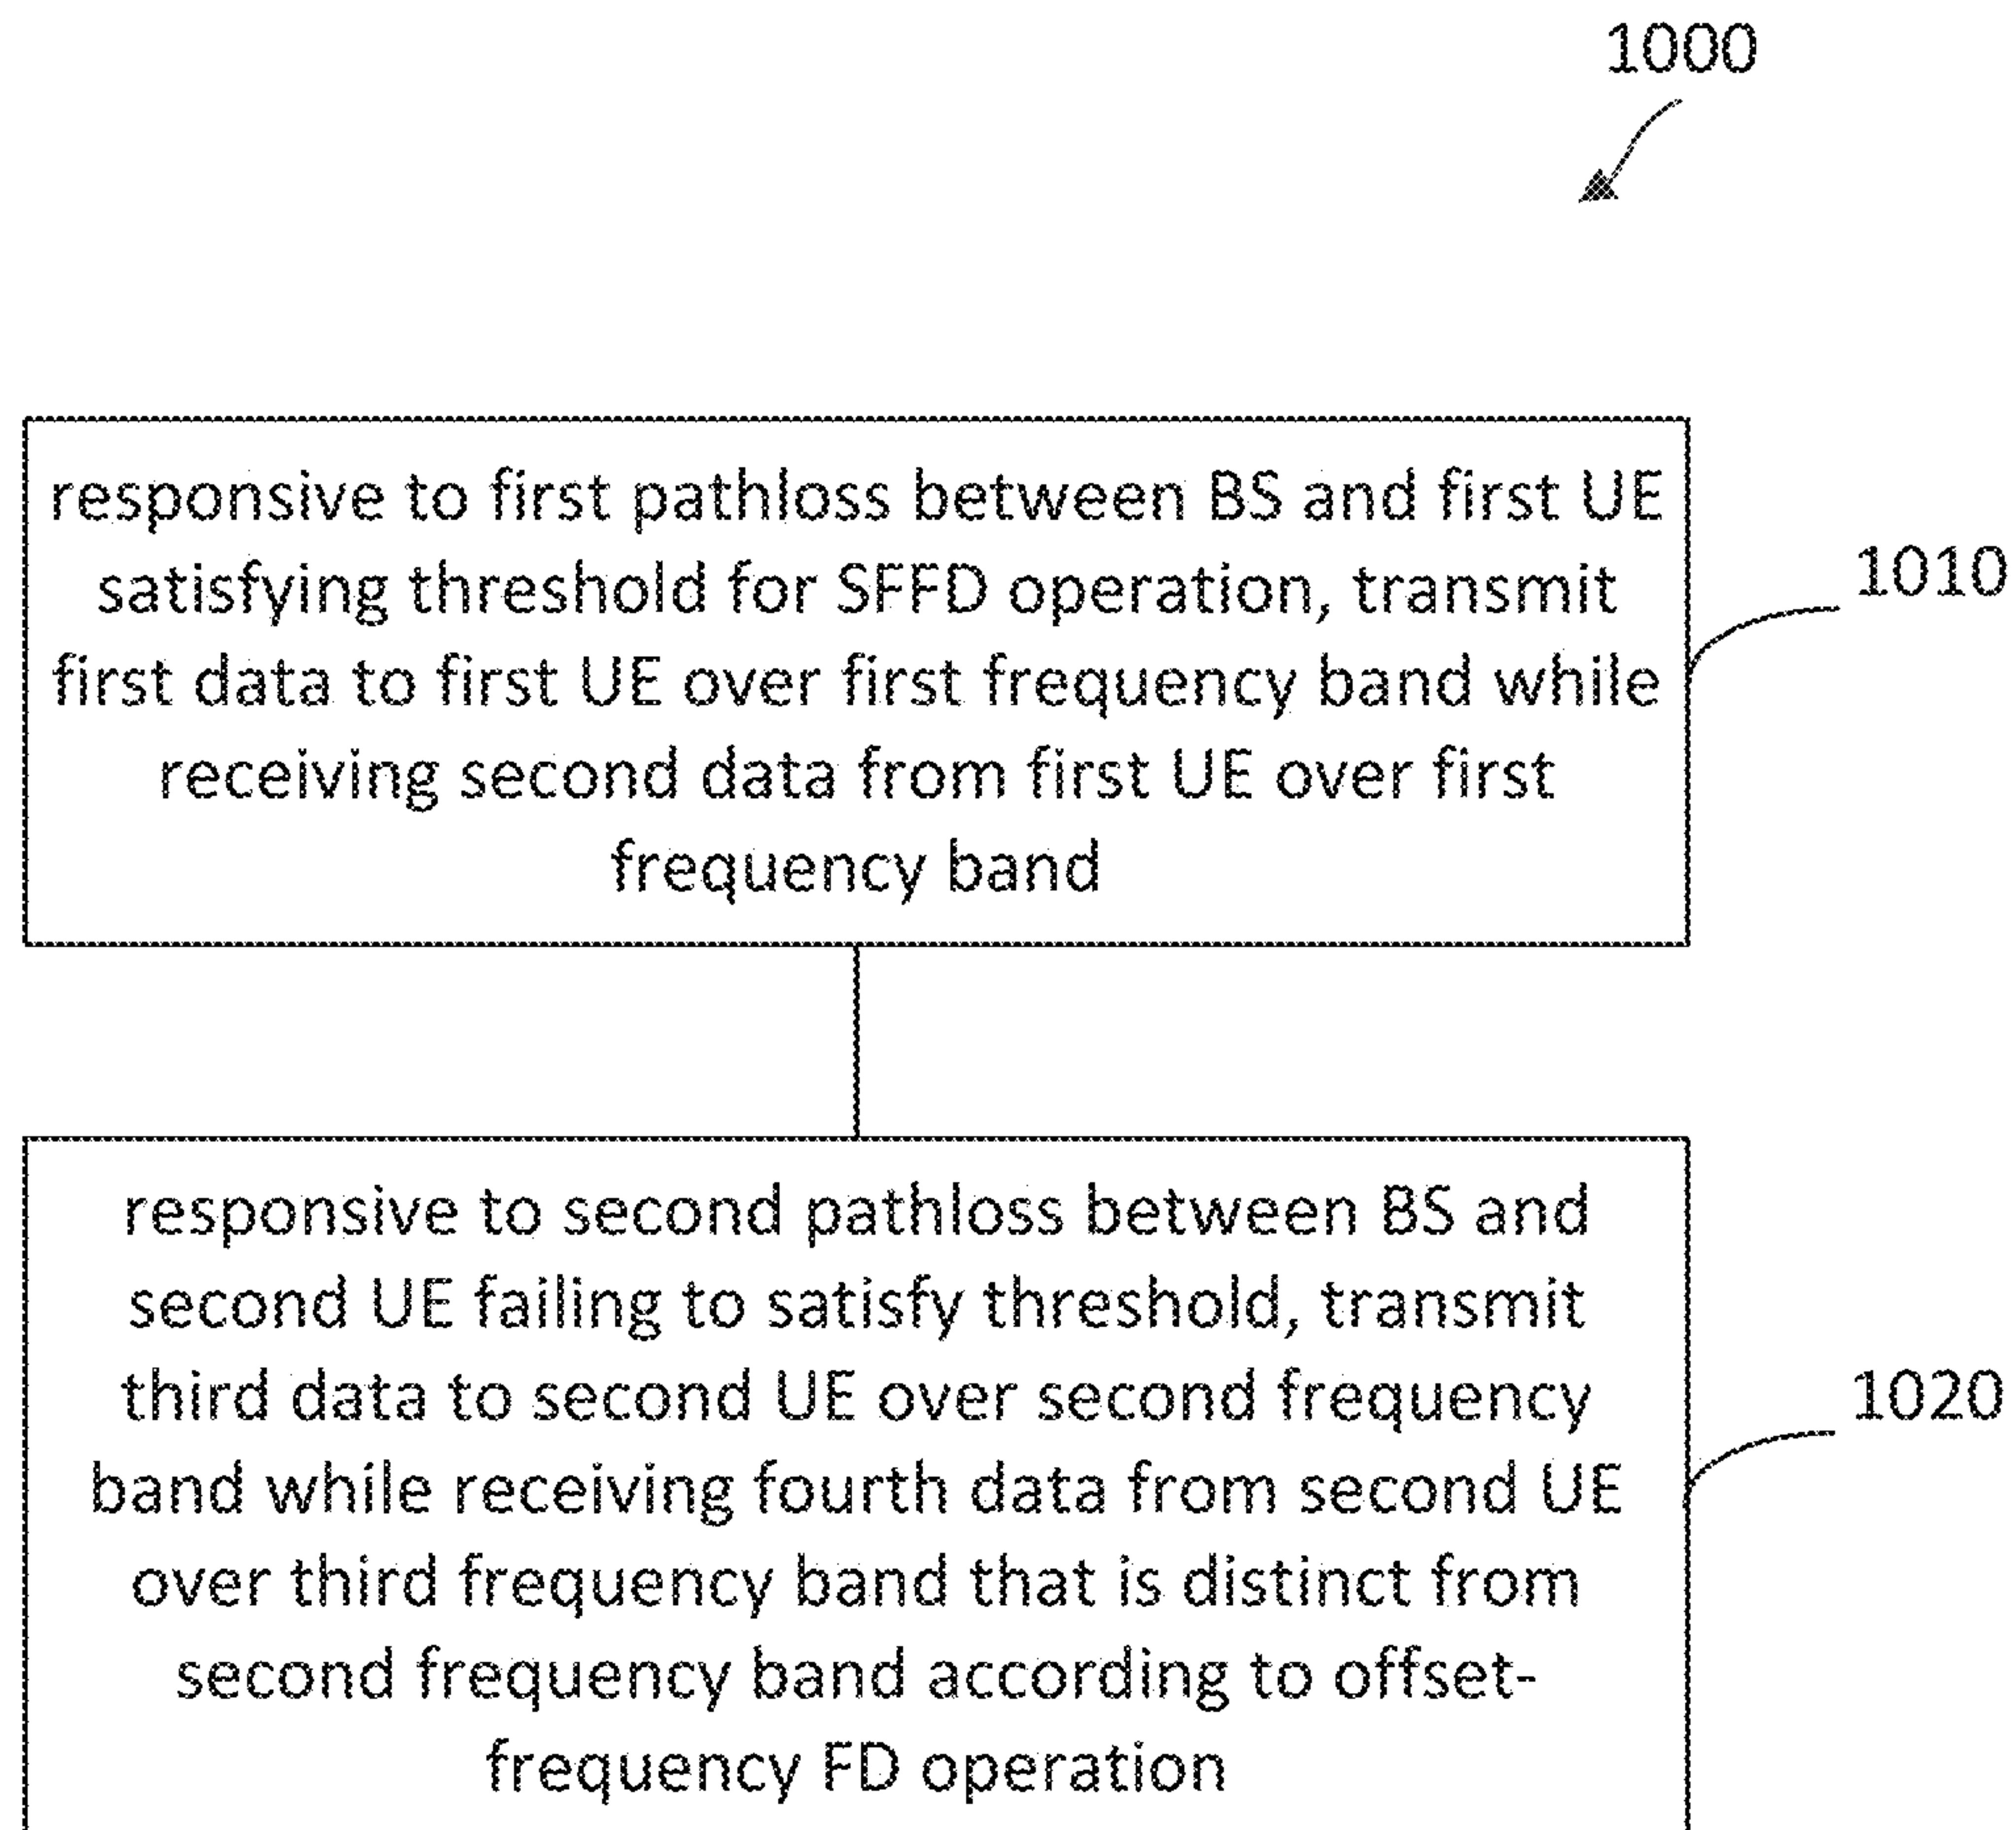 1000
responsive to first pathloss between BS and first UE
satisfying threshold for SFFD operation, transmit
first data to first UE over first frequency band while
receiving second data from first UE over first
frequency band
1010
responsive to second pathloss between BS and
second UE failing to satisfy threshold, transmit
third data to second UE over second frequency
band while receiving fourth data from second UE
over third frequency band that is distinct from
second frequency band according to offset-
frequency FD operation
1020